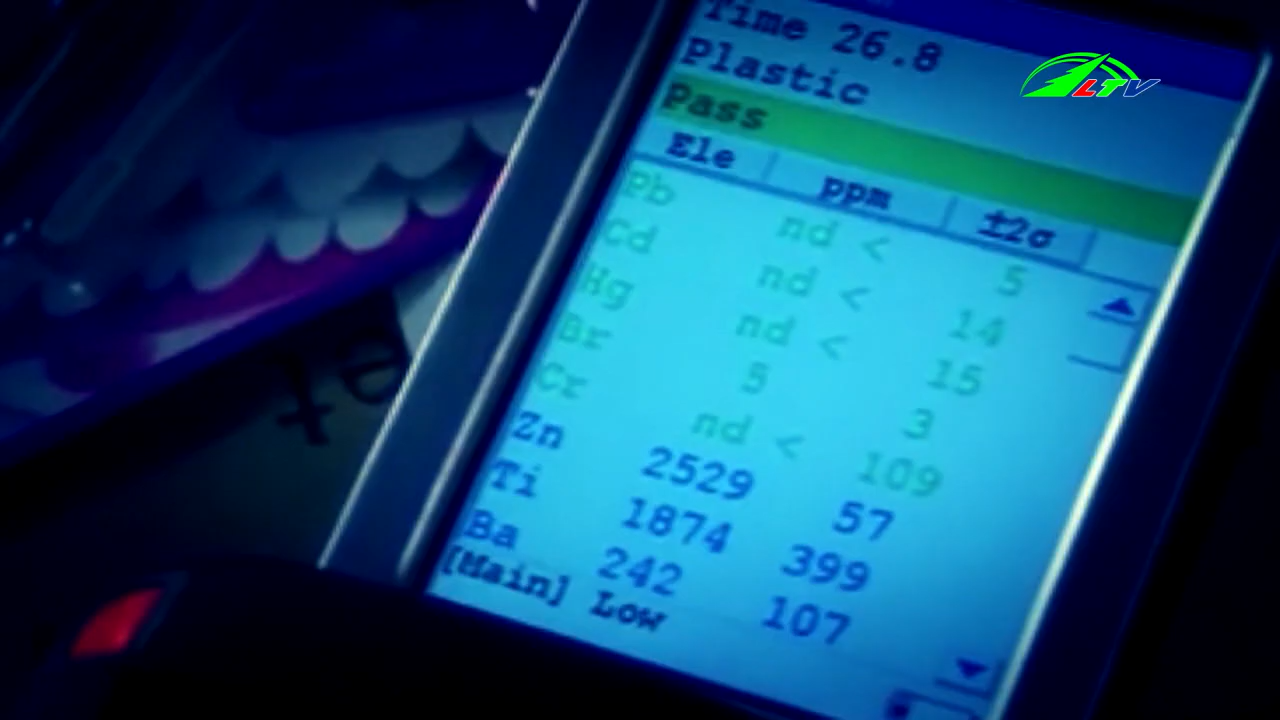 LTV
Time 26.8
Plastic
Pass
Ele ppm ±2σ
Pb nd < 5
Cd nd < 14
Hg nd < 15
Br 5 3
Cr nd < 109
Zn 2529 57
Ti 1874 399
Ba 242 107
[Main] Low